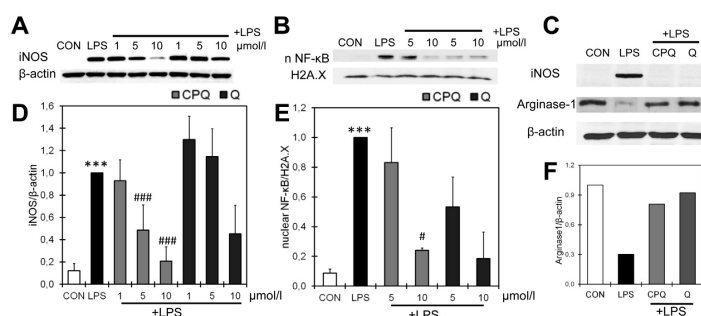 A
+LPS
CON LPS 1 5 10 1 5 10 μmol/l
iNOS
β-actin
CPQ Q
B
+LPS
CON LPS 5 10 5 10 μmol/l
n NF-κB
H2A.X
CPQ Q
C
+LPS
CON LPS CPQ Q
iNOS
Arginase-1
β-actin
D
iNOS/β-actin
1,6
1,4
1,2
1,0
0,8
0,6
0,4
0,2
0
***
###
###
CON LPS 1 5 10 1 5 10 μmol/l
+LPS
E
nuclear NF-κB/H2A.X
1,2
1,0
0,8
0,6
0,4
0,2
0
***
#
CON LPS 5 10 5 10 μmol/l
+LPS
F
Arginase1/β-actin
1,2
0,9
0,6
0,3
0
CON LPS CPQ Q
+LPS